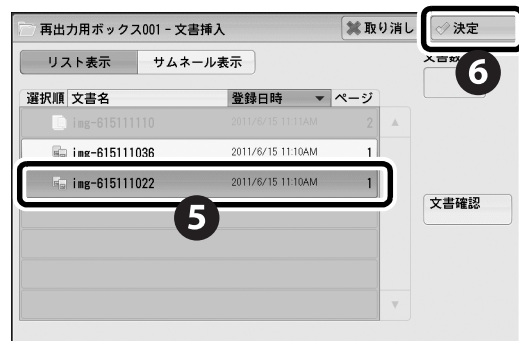 再出力用ボックス001 - 文書挿入
取り消し
決定
リスト表示
サムネール表示
6
選択順 文書名 登録日時 ページ
img-615111110 2011/6/15 11:11AM 2
img-615111036 2011/6/15 11:10AM 1
img-615111022 2011/6/15 11:10AM 1
5
文書確認